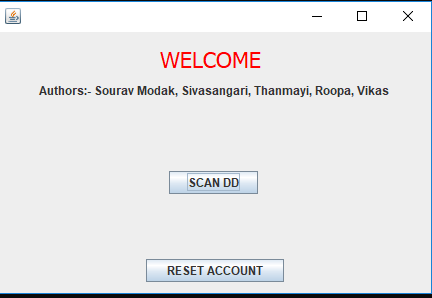 WELCOME
Authors:- Sourav Modak, Sivasangari, Thanmayi, Roopa, Vikas
SCAN DD
RESET ACCOUNT